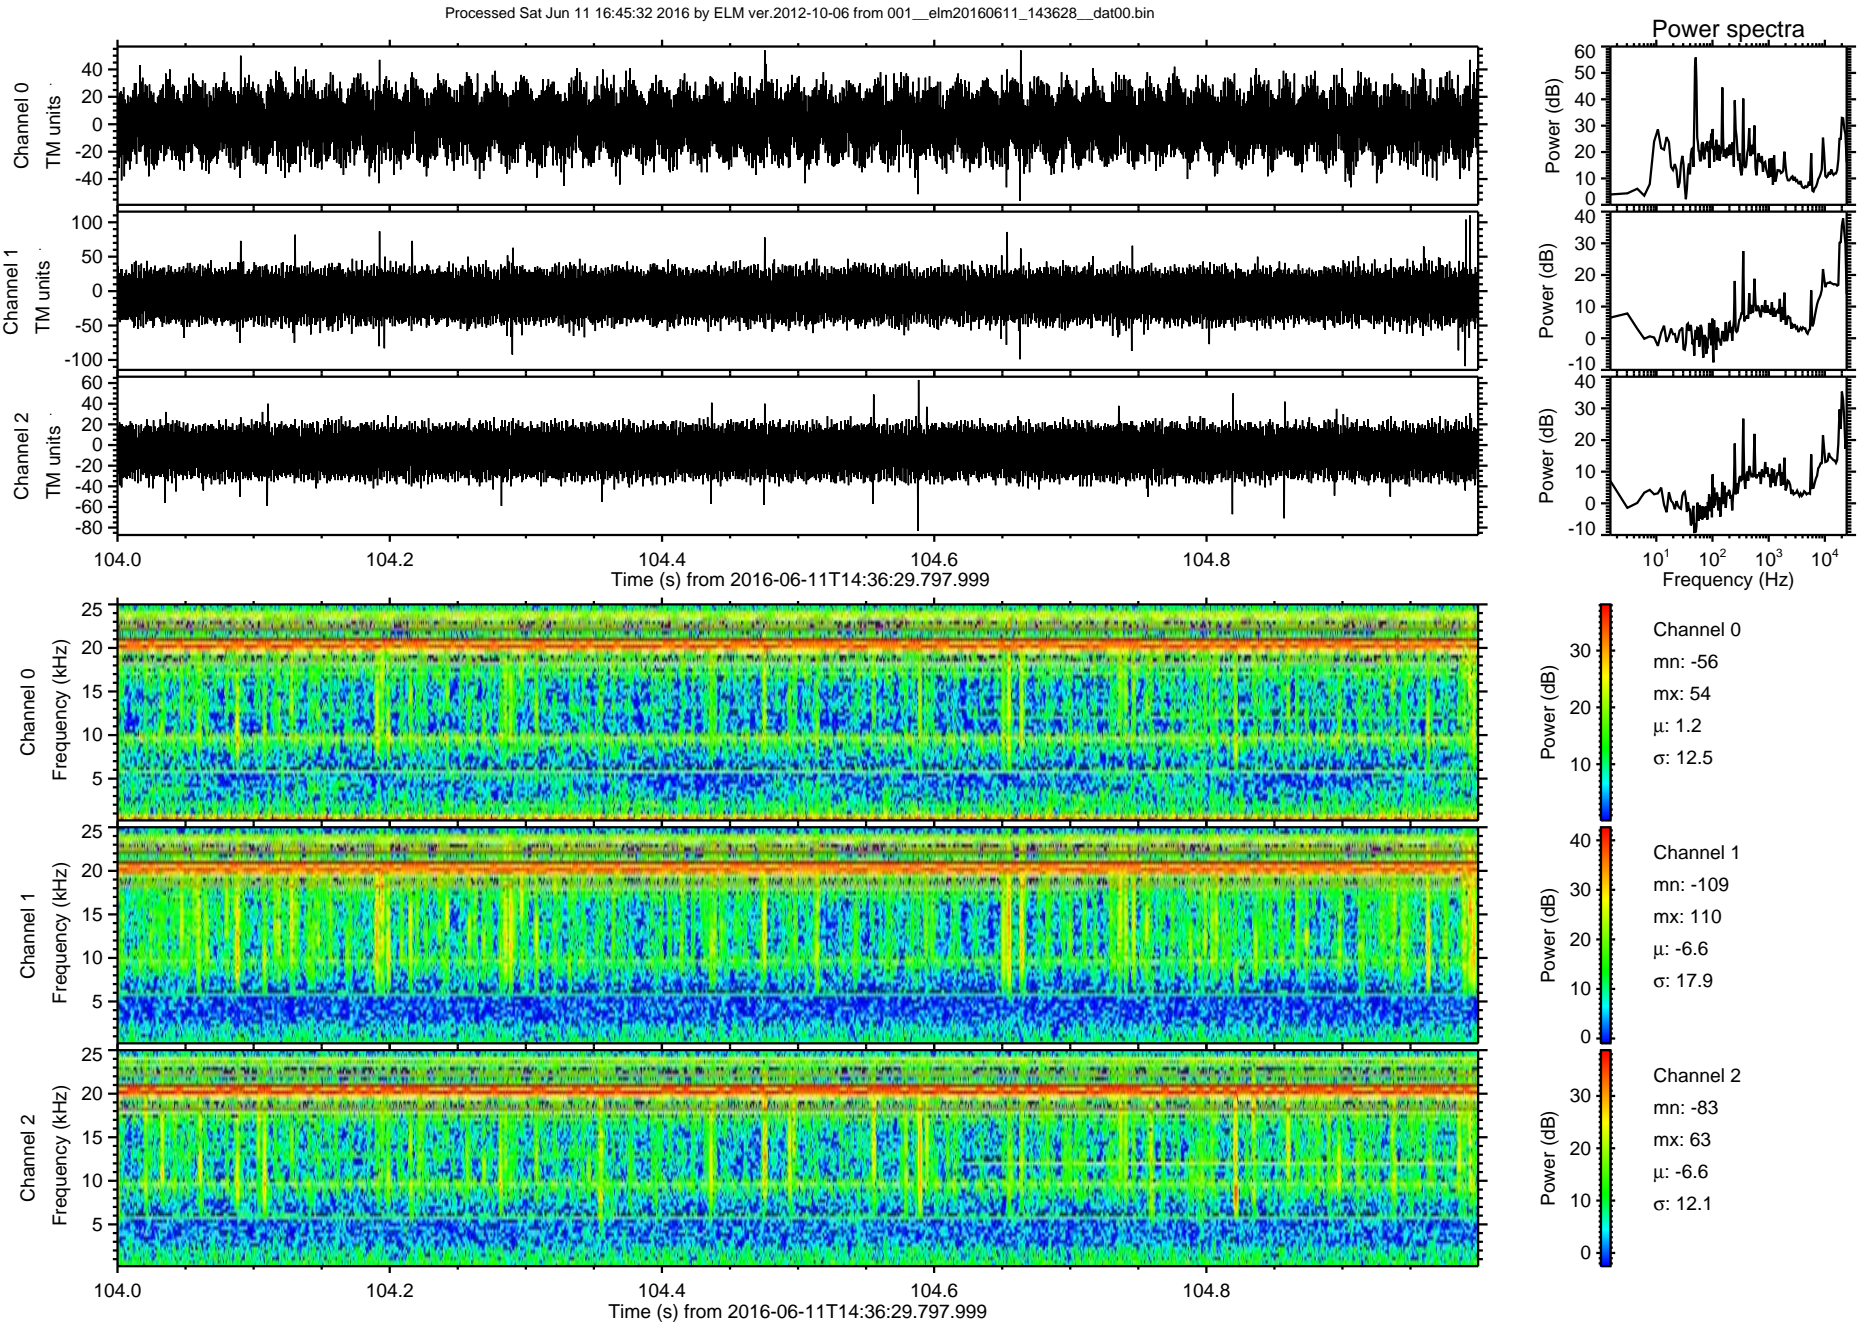 Processed Sat Jun 11 16:45:32 2016 by ELM ver.2012-10-06 from 001__elm20160611_143628__dat00.bin
Power spectra
Channel 0
TM units
40
20
0
-20
-40
Power (dB)
60
50
40
30
20
10
0
Channel 1
TM units
100
50
0
-50
-100
Power (dB)
40
30
20
10
0
-10
Channel 2
TM units
60
40
20
0
-20
-40
-60
-80
Power (dB)
40
30
20
10
0
-10
104.0 104.2 104.4 104.6 104.8
Time (s) from 2016-06-11T14:36:29.797.999
10¹ 10² 10³ 10⁴
Frequency (Hz)
Channel 0
Frequency (kHz)
25
20
15
10
5
Power (dB)
30
20
10
Channel 0
mn: -56
mx: 54
μ: 1.2
σ: 12.5
Channel 1
Frequency (kHz)
25
20
15
10
5
Power (dB)
40
30
20
10
0
Channel 1
mn: -109
mx: 110
μ: -6.6
σ: 17.9
Channel 2
Frequency (kHz)
25
20
15
10
5
Power (dB)
30
20
10
0
Channel 2
mn: -83
mx: 63
μ: -6.6
σ: 12.1
104.0 104.2 104.4 104.6 104.8
Time (s) from 2016-06-11T14:36:29.797.999